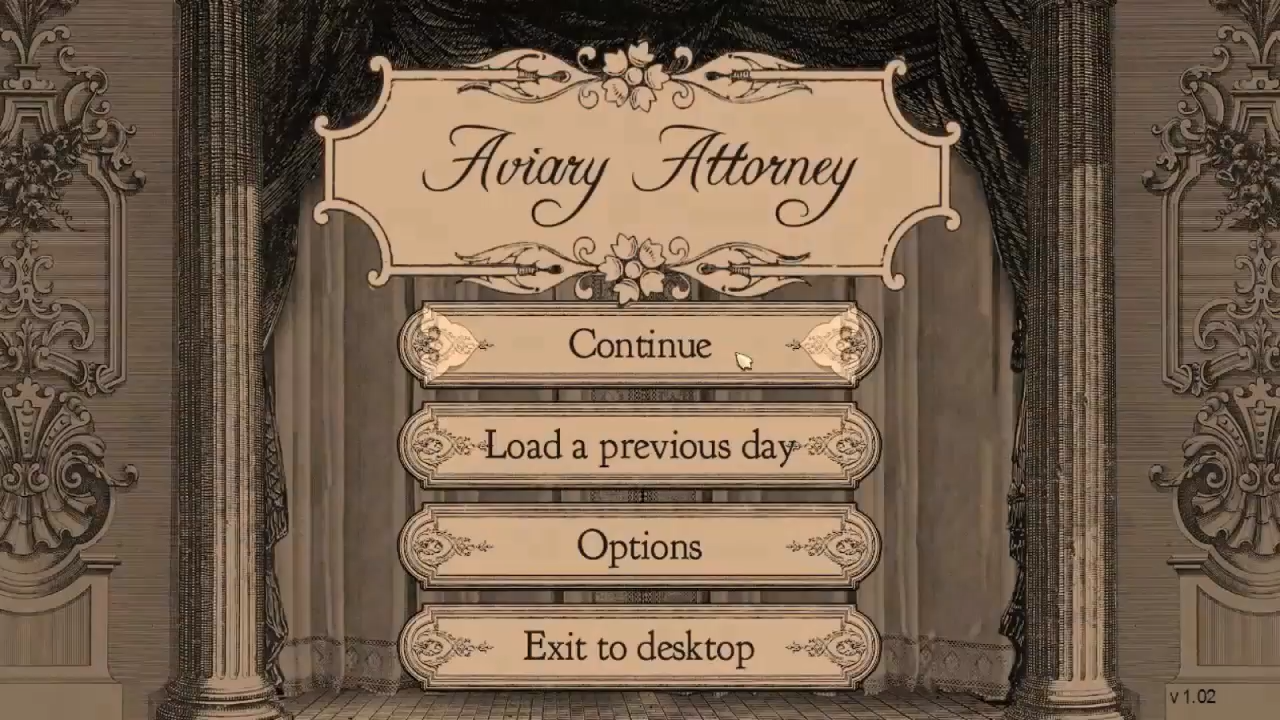 Aviary Attorney
Continue
Load a previous day
Options
Exit to desktop
v 1.02